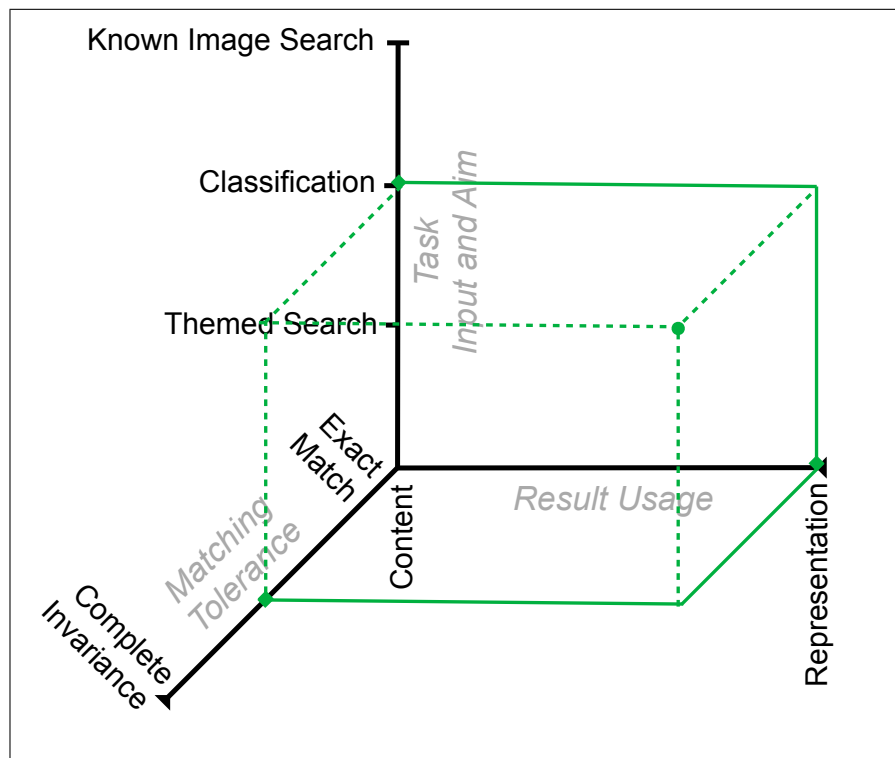 Known Image Search
Classification
Task
Input and Aim
Themed Search
Exact
Match
Content
Result Usage
Representation
Matching
Tolerance
Complete
Invariance